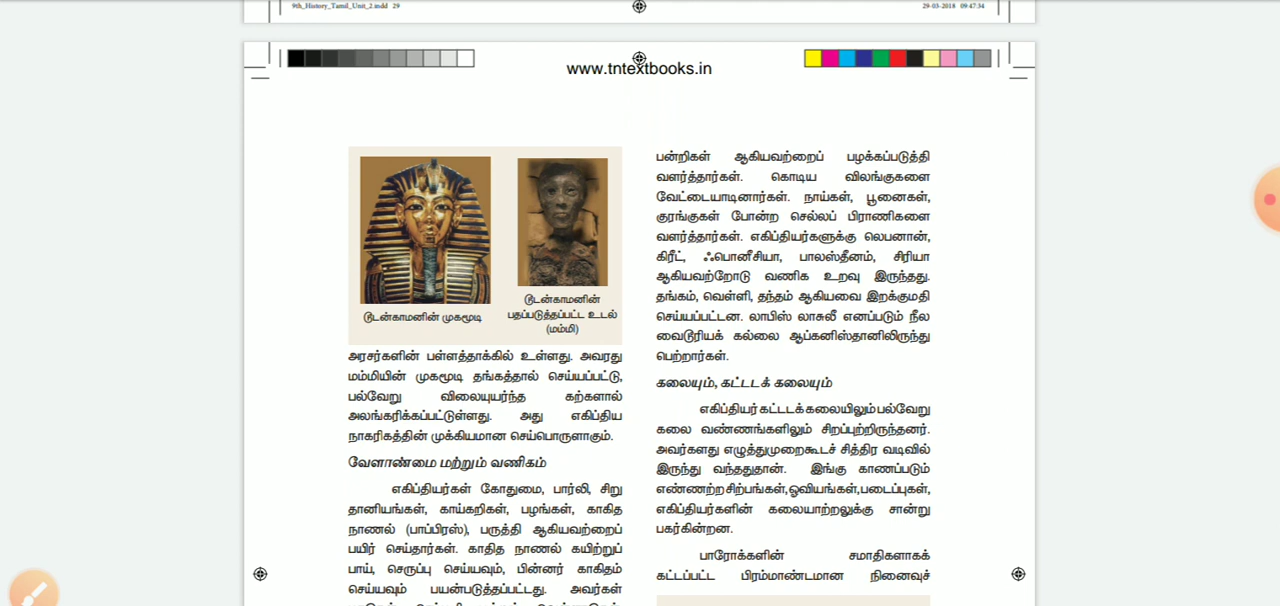 9th_History_Tamil_Unit_2.indd 29
29-03-2018 09:47:34
www.tntextbooks.in
டூடன்காமனின் முகமூடி
டூடன்காமனின்
பதப்படுத்தப்பட்ட உடல்
(மம்மி)
அரசர்களின் பள்ளத்தாக்கில் உள்ளது. அவரது
மம்மியின் முகமூடி தங்கத்தால் செய்யப்பட்டு,
பல்வேறு விலையுயர்ந்த கற்களால்
அலங்கரிக்கப்பட்டுள்ளது. அது எகிப்திய
நாகரிகத்தின் முக்கியமான செய்பொருளாகும்.
வேளாண்மை மற்றும் வணிகம்
எகிப்தியர்கள் கோதுமை, பார்லி, சிறு
தானியங்கள், காய்கறிகள், பழங்கள், காகித
நாணல் (பாப்பிரஸ்), பருத்தி ஆகியவற்றைப்
பயிர் செய்தார்கள். காதித நாணல் கயிற்றுப்
பாய், செருப்பு செய்யவும், பின்னர் காகிதம்
செய்யவும் பயன்படுத்தப்பட்டது. அவர்கள்
பன்றிகள் ஆகியவற்றைப் பழக்கப்படுத்தி
வளர்த்தார்கள். கொடிய விலங்குகளை
வேட்டையாடினார்கள். நாய்கள், பூனைகள்,
குரங்குகள் போன்ற செல்லப் பிராணிகளை
வளர்த்தார்கள். எகிப்தியர்களுக்கு லெபனான்,
கிரீட், ஃபொனீசியா, பாலஸ்தீனம், சிரியா
ஆகியவற்றோடு வணிக உறவு இருந்தது.
தங்கம், வெள்ளி, தந்தம் ஆகியவை இறக்குமதி
செய்யப்பட்டன. லாபிஸ் லாசுலீ எனப்படும் நீல
வைடூரியக் கல்லை ஆப்கனிஸ்தானிலிருந்து
பெற்றார்கள்.
கலையும், கட்டடக் கலையும்
எகிப்தியர் கட்டடக் கலையிலும் பல்வேறு
கலை வண்ணங்களிலும் சிறப்புற்றிருந்தனர்.
அவர்களது எழுத்துமுறைகூடச் சித்திர வடிவில்
இருந்து வந்ததுதான். இங்கு காணப்படும்
எண்ணற்ற சிற்பங்கள், ஓவியங்கள், படைப்புகள்,
எகிப்தியர்களின் கலையாற்றலுக்கு சான்று
பகர்கின்றன.
பாரோக்களின் சமாதிகளாகக்
கட்டப்பட்ட பிரம்மாண்டமான நினைவுச்